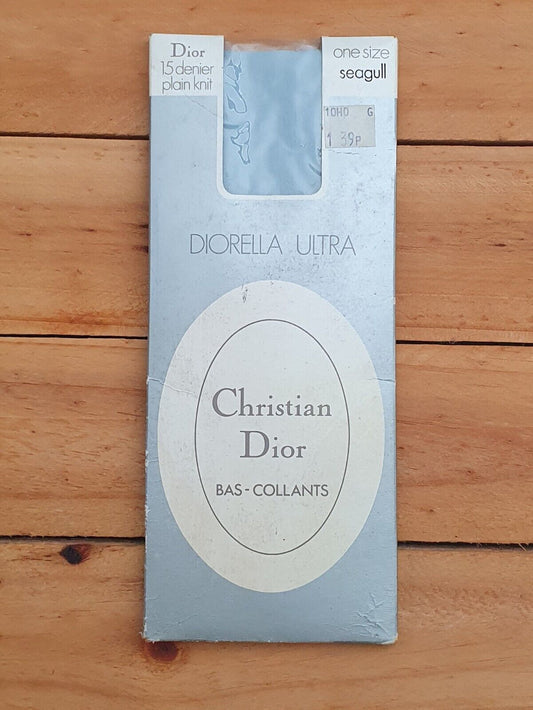 Dior
15 denier
plain knit
one size
seagull
10HO G
1 39P
DIORELLA ULTRA
Christian
Dior
BAS-COLLANTS